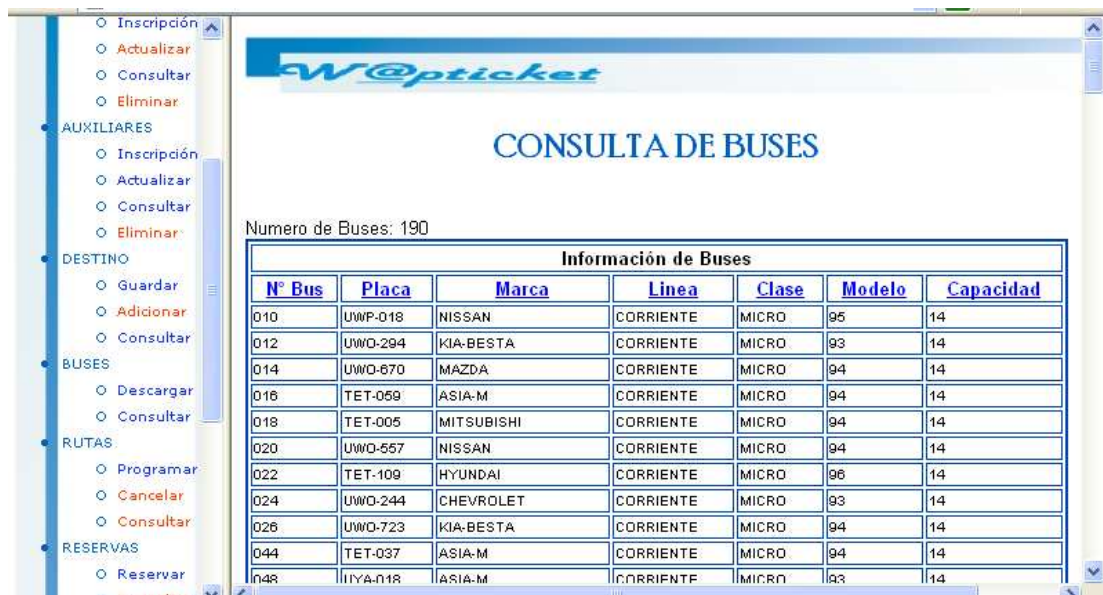 Inscripción
Actualizar
Consultar
Eliminar
AUXILIARES
Inscripción
Actualizar
Consultar
Eliminar
DESTINO
Guardar
Adicionar
Consultar
BUSES
Descargar
Consultar
RUTAS
Programar
Cancelar
Consultar
RESERVAS
Reservar
W@pticket
CONSULTA DE BUSES
Numero de Buses: 190
Información de Buses
N° Bus Placa Marca Linea Clase Modelo Capacidad
010 UWP-018 NISSAN CORRIENTE MICRO 95 14
012 UWO-294 KIA-BESTA CORRIENTE MICRO 93 14
014 UWO-670 MAZDA CORRIENTE MICRO 94 14
016 TET-059 ASIA-M CORRIENTE MICRO 94 14
018 TET-005 MITSUBISHI CORRIENTE MICRO 94 14
020 UWO-557 NISSAN CORRIENTE MICRO 94 14
022 TET-109 HYUNDAI CORRIENTE MICRO 96 14
024 UWO-244 CHEVROLET CORRIENTE MICRO 93 14
026 UWO-723 KIA-BESTA CORRIENTE MICRO 94 14
044 TET-037 ASIA-M CORRIENTE MICRO 94 14
048 UYA-018 ASIA-M CORRIENTE MICRO 93 14